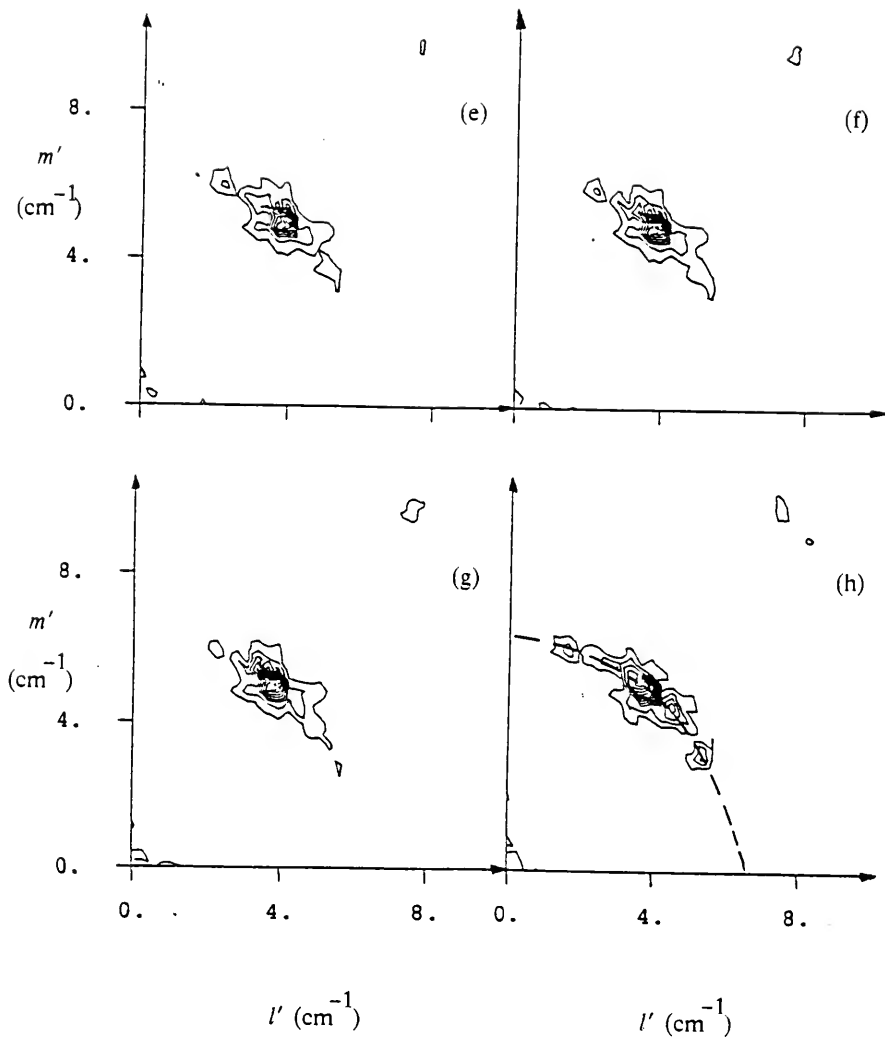 (e)
(f)
8.
m'
(cm⁻¹)
4.
0.
(g)
(h)
8.
m'
(cm⁻¹)
4.
0.
0. 4. 8. 0. 4. 8.
l' (cm⁻¹) l' (cm⁻¹)